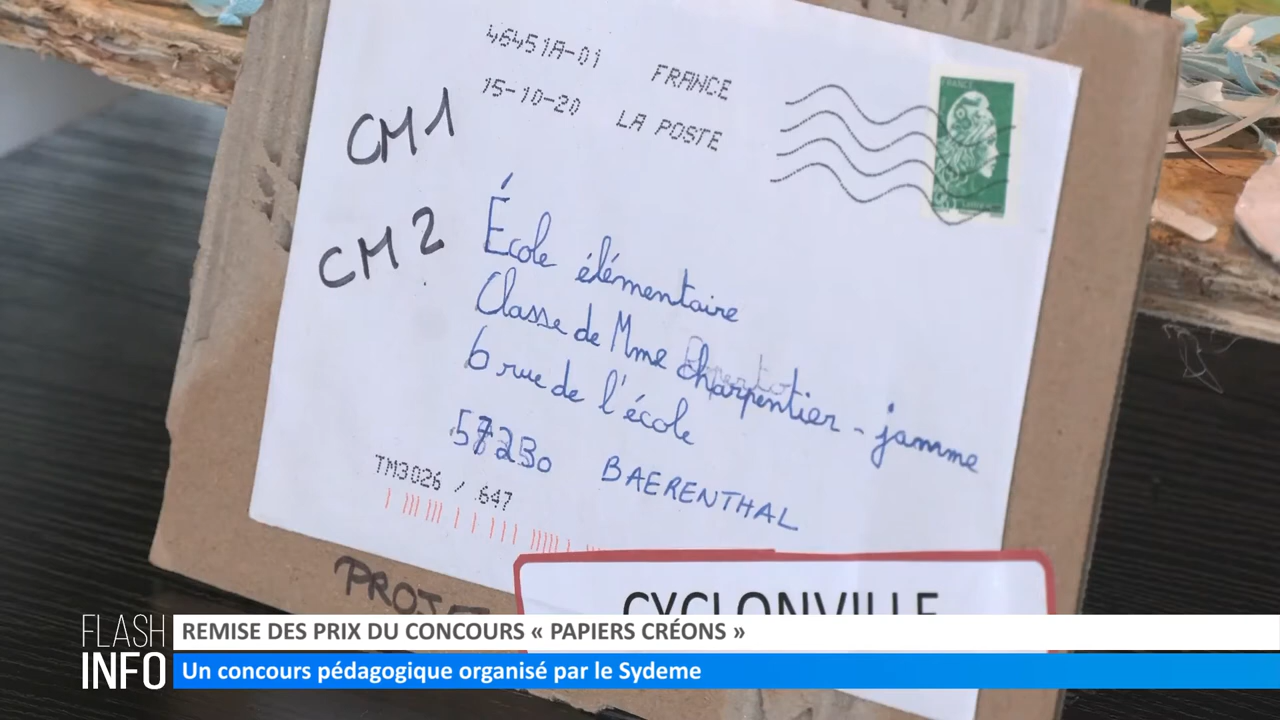 46451A-01 FRANCE
15-10-20 LA POSTE
CM1
CM2
École élémentaire
Classe de Mme Charpentier - jamme
6 rue de l'école
57230 BAERENTHAL
TM3026 / 647
PROJET
CYCLONVILLE
FLASH
INFO
REMISE DES PRIX DU CONCOURS « PAPIERS CRÉONS »
Un concours pédagogique organisé par le Sydeme